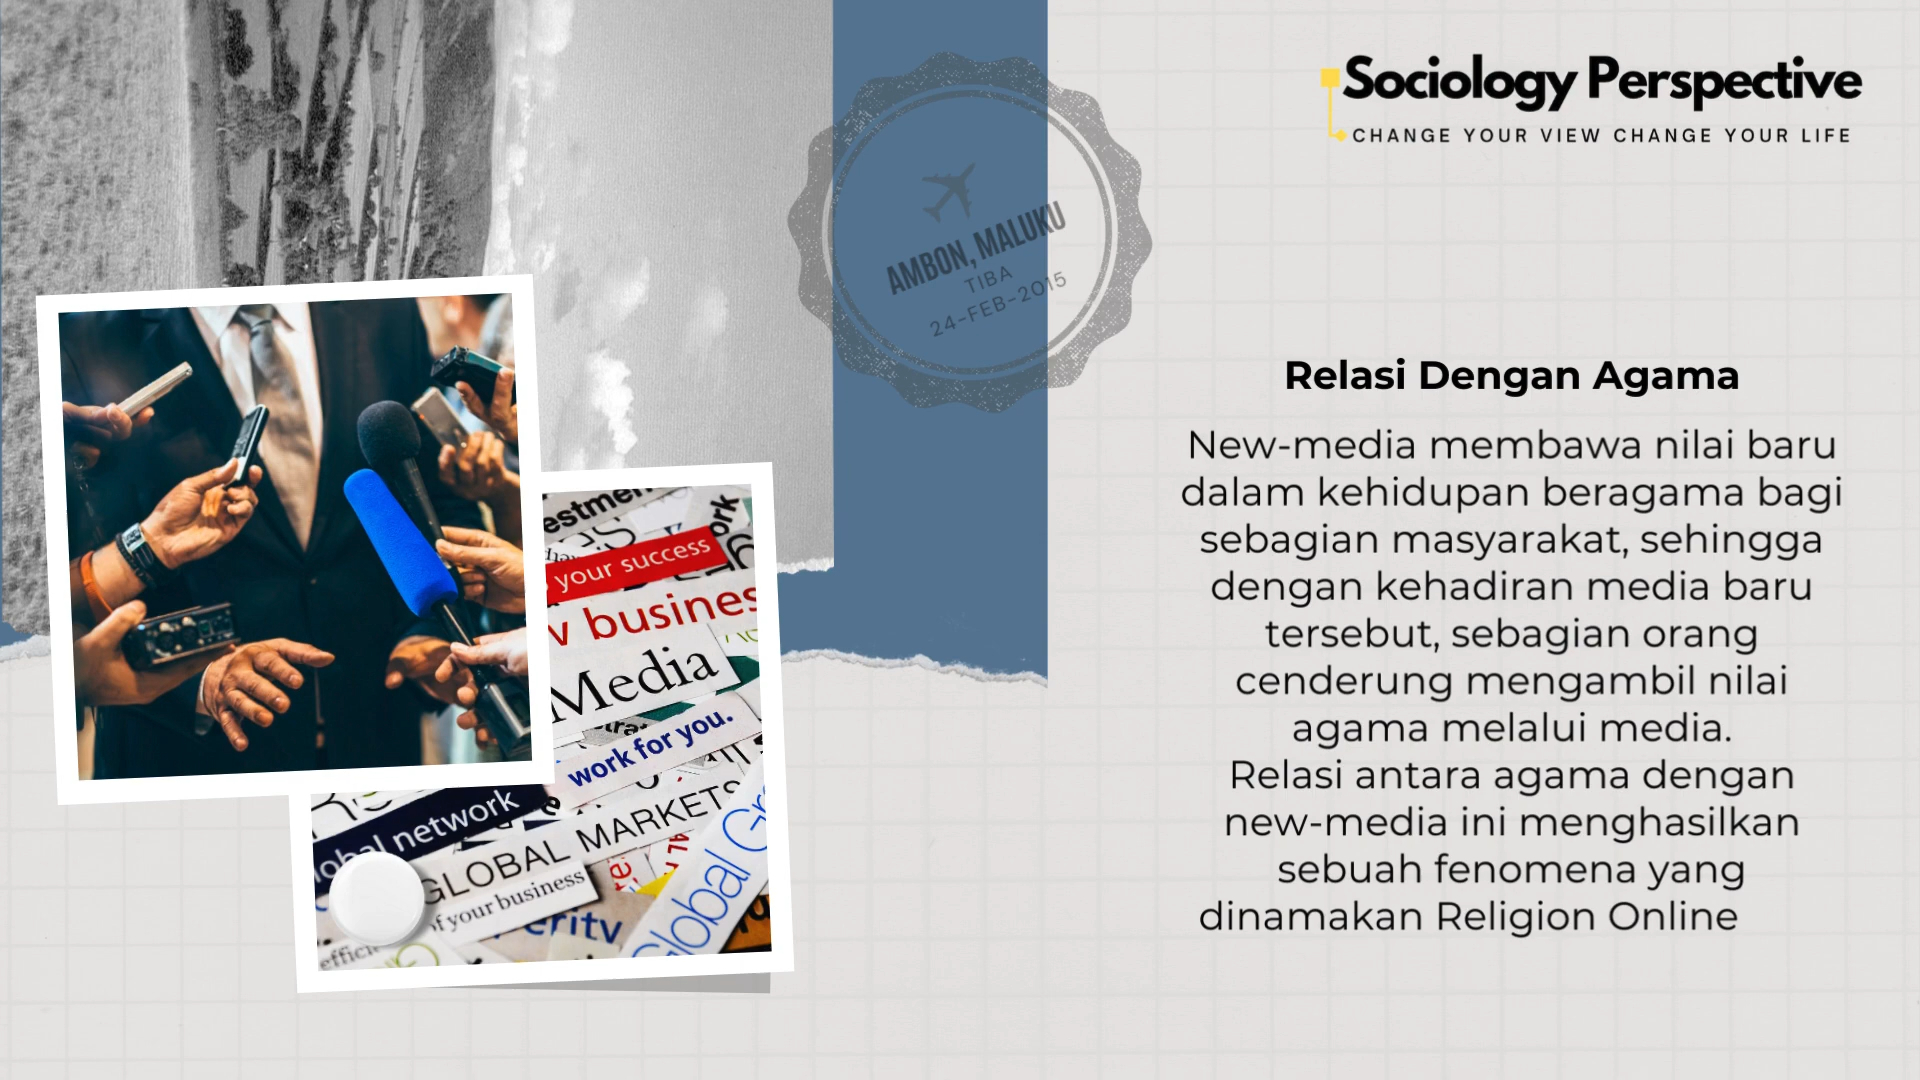 Sociology Perspective
CHANGE YOUR VIEW CHANGE YOUR LIFE
AMBON, MALUKU
TIBA
24-FEB-2015
Relasi Dengan Agama
New-media membawa nilai baru
dalam kehidupan beragama bagi
sebagian masyarakat, sehingga
dengan kehadiran media baru
tersebut, sebagian orang
cenderung mengambil nilai
agama melalui media.
Relasi antara agama dengan
new-media ini menghasilkan
sebuah fenomena yang
dinamakan Religion Online
your success
Media
work for you.
network
GLOBAL MARKETS
of your business
Global